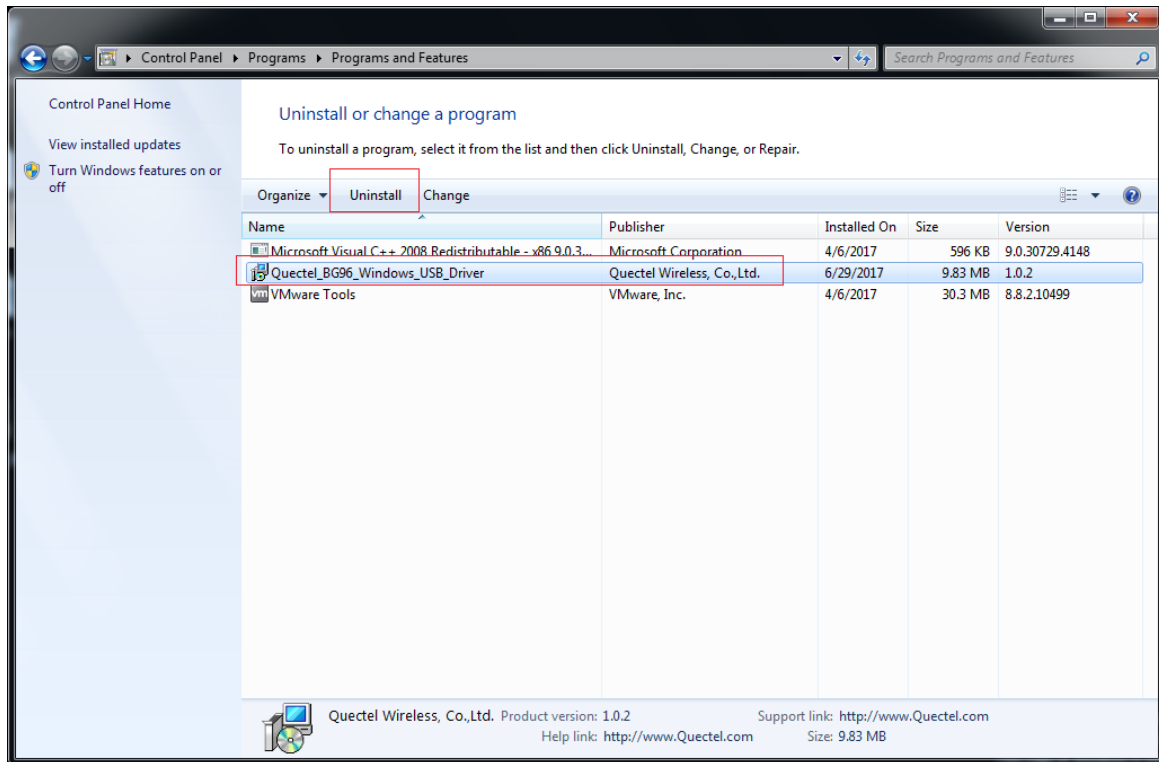 Control Panel Programs Programs and Features Search Programs and Features
Control Panel Home
View installed updates
Turn Windows features on or
off
Uninstall or change a program
To uninstall a program, select it from the list and then click Uninstall, Change, or Repair.
Organize Uninstall Change
Name Publisher Installed On Size Version
Microsoft Visual C++ 2008 Redistributable - x86 9.0.3... Microsoft Corporation 4/6/2017 596 KB 9.0.30729.4148
Quectel_BG96_Windows_USB_Driver Quectel Wireless, Co.,Ltd. 6/29/2017 9.83 MB 1.0.2
VMware Tools VMware, Inc. 4/6/2017 30.3 MB 8.8.2.10499
Quectel Wireless, Co.,Ltd. Product version: 1.0.2 Support link: http://www.Quectel.com
Help link: http://www.Quectel.com Size: 9.83 MB